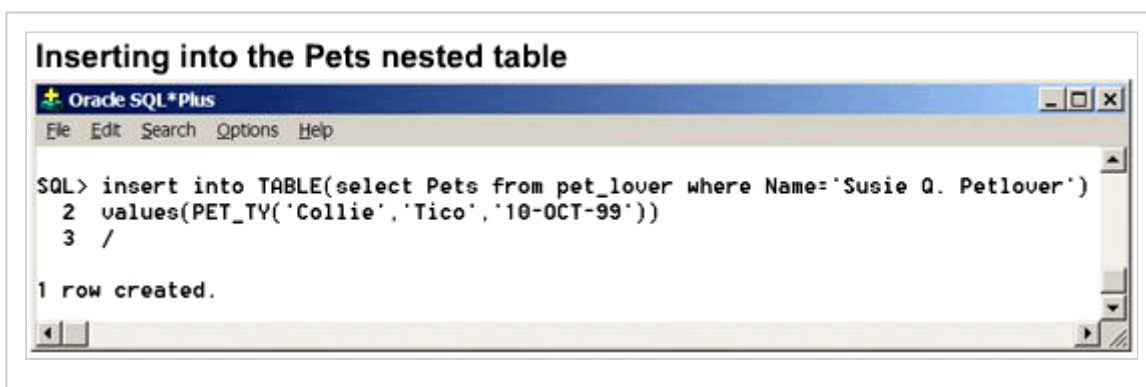 Inserting into the Pets nested table
Oracle SQL*Plus
File Edit Search Options Help
SQL> insert into TABLE(select Pets from pet_lover where Name='Susie Q. Petlover')
2 values(PET_TY('Collie','Tico','10-OCT-99'))
3 /
1 row created.